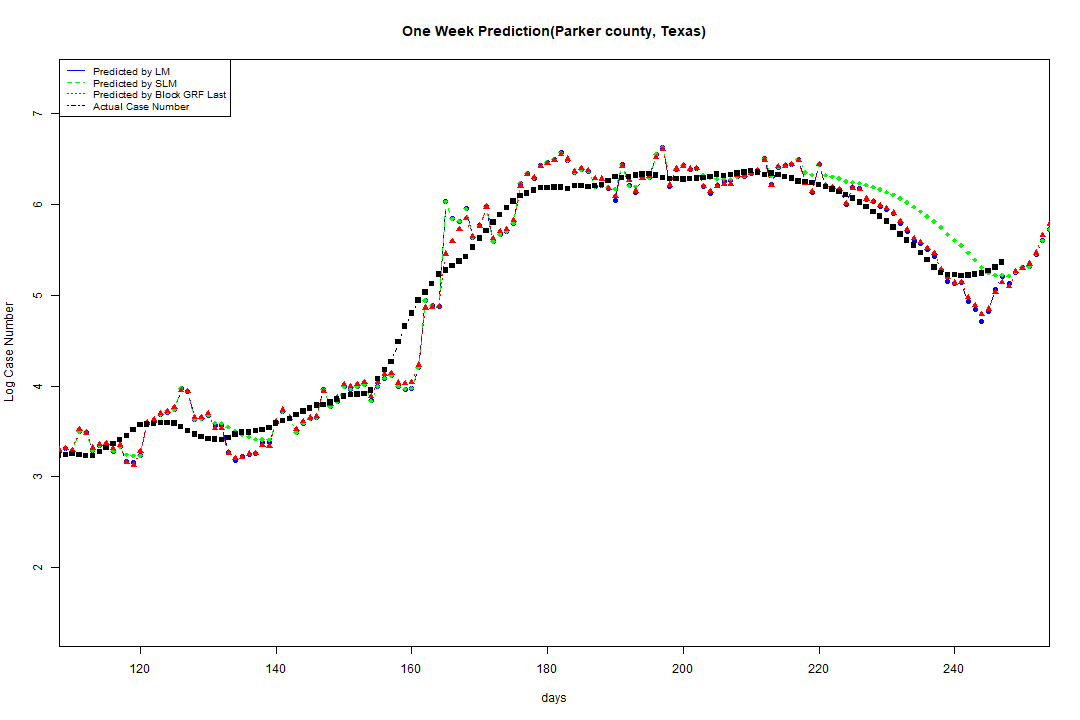 One Week Prediction(Parker county, Texas)
Predicted by LM
Predicted by SLM
Predicted by Block GRF Last
Actual Case Number
7
6
5
4
3
2
Log Case Number
120 140 160 180 200 220 240
days